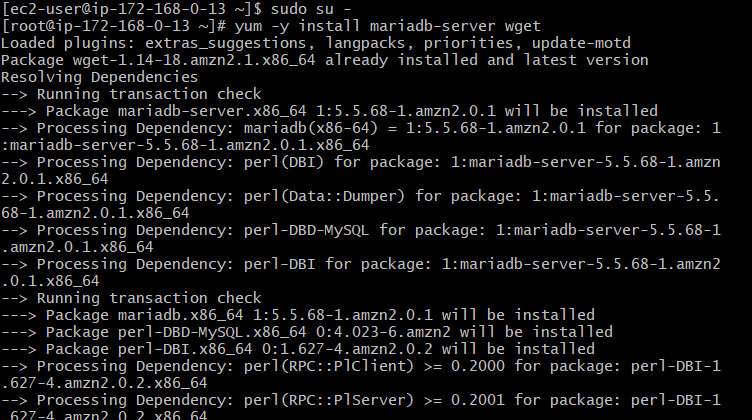 [ec2-user@ip-172-168-0-13 ~]$ sudo su -
[root@ip-172-168-0-13 ~]# yum -y install mariadb-server wget
Loaded plugins: extras_suggestions, langpacks, priorities, update-motd
Package wget-1.14-18.amzn2.1.x86_64 already installed and latest version
Resolving Dependencies
--> Running transaction check
---> Package mariadb-server.x86_64 1:5.5.68-1.amzn2.0.1 will be installed
--> Processing Dependency: mariadb(x86-64) = 1:5.5.68-1.amzn2.0.1 for package: 1
:mariadb-server-5.5.68-1.amzn2.0.1.x86_64
--> Processing Dependency: perl(DBI) for package: 1:mariadb-server-5.5.68-1.amzn
2.0.1.x86_64
--> Processing Dependency: perl(Data::Dumper) for package: 1:mariadb-server-5.5.
68-1.amzn2.0.1.x86_64
--> Processing Dependency: perl-DBD-MySQL for package: 1:mariadb-server-5.5.68-1
.amzn2.0.1.x86_64
--> Processing Dependency: perl-DBI for package: 1:mariadb-server-5.5.68-1.amzn2
.0.1.x86_64
--> Running transaction check
---> Package mariadb.x86_64 1:5.5.68-1.amzn2.0.1 will be installed
---> Package perl-DBD-MySQL.x86_64 0:4.023-6.amzn2 will be installed
---> Package perl-DBI.x86_64 0:1.627-4.amzn2.0.2 will be installed
--> Processing Dependency: perl(RPC::PlClient) >= 0.2000 for package: perl-DBI-1
.627-4.amzn2.0.2.x86_64
--> Processing Dependency: perl(RPC::PlServer) >= 0.2001 for package: perl-DBI-1
.627-4.amzn2.0.2.x86_64